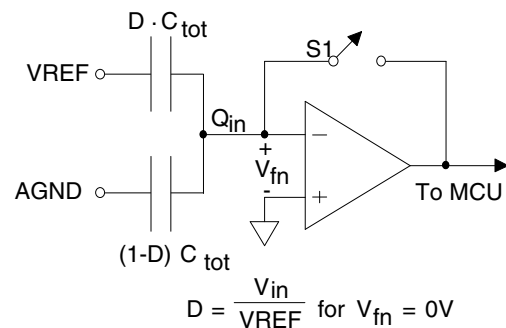 D · C tot
VREF
S1
Q in
+
V fn
-
−
+
AGND
To MCU
(1-D) C tot
D = V in / VREF for V fn = 0V